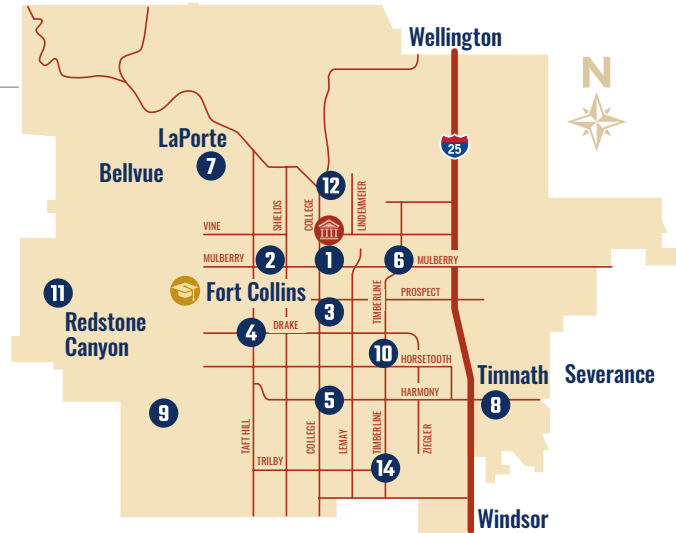 Wellington
N
25
LaPorte
7
Bellvue
12
SHIELDS
COLLEGE
LINDENMEIER
VINE
MULBERRY
2
1
6
MULBERRY
11
Fort Collins
PROSPECT
TIMBERLINE
3
Redstone
Canyon
4
DRAKE
10
HORSETOOTH
Timnath
Severance
HARMONY
5
8
9
TAFT HILL
COLLEGE
LEMAY
TIMBERLINE
ZIEGLER
TRILBY
14
Windsor